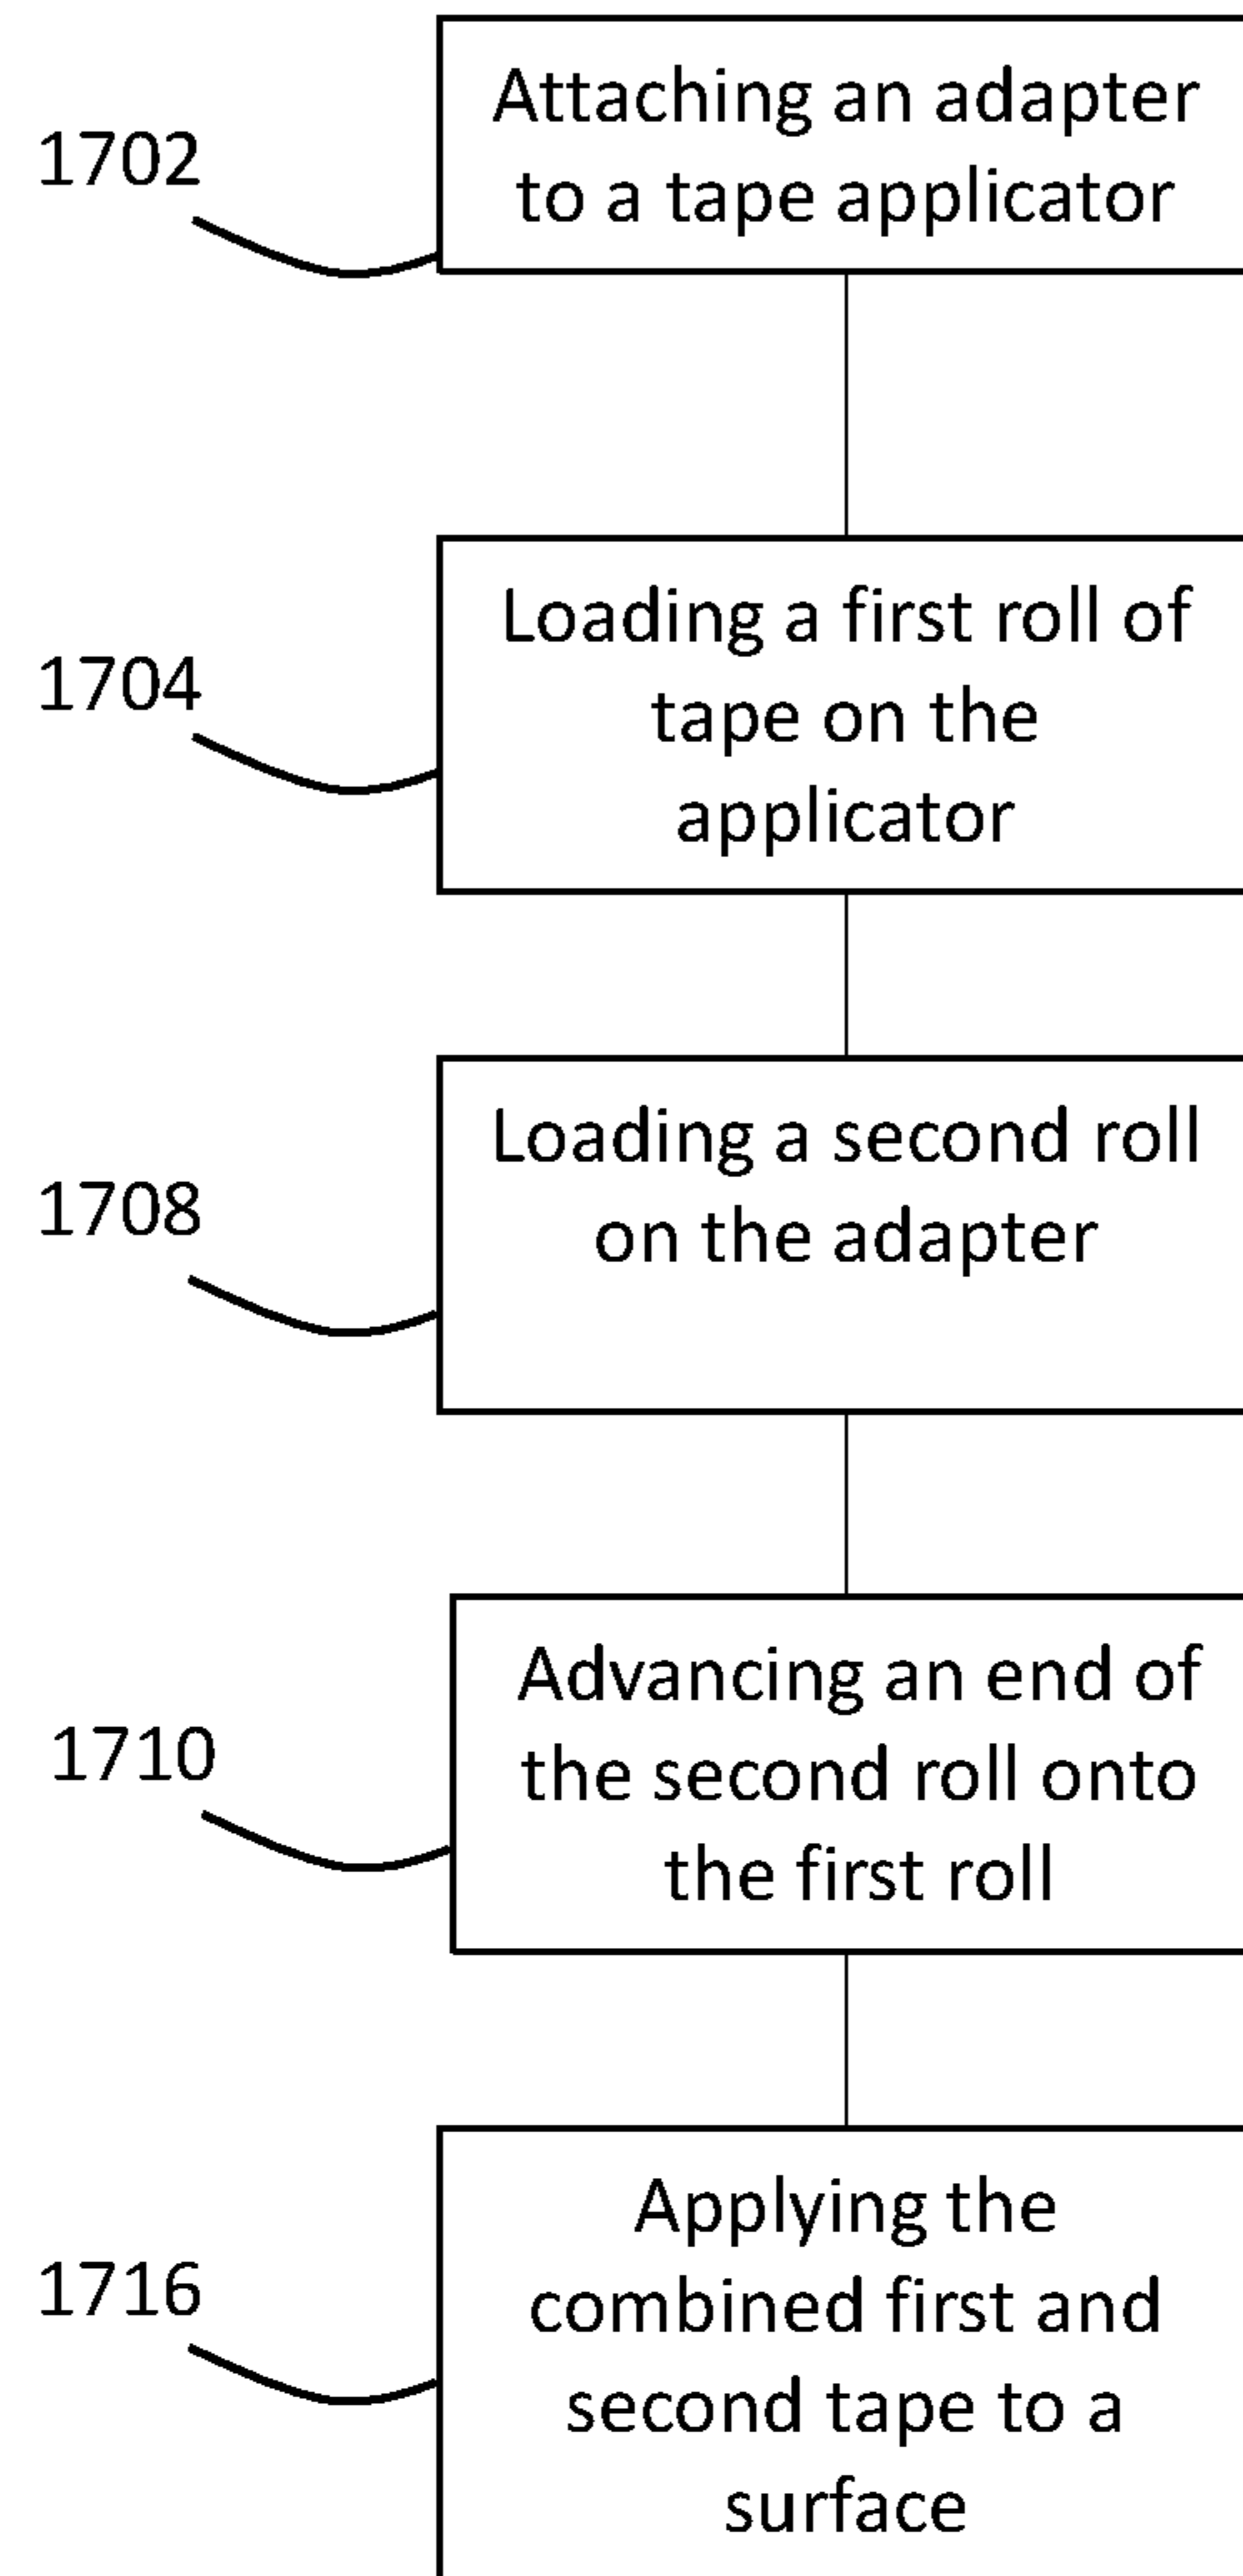 1702
Attaching an adapter
to a tape applicator
1704
Loading a first roll of
tape on the
applicator
1708
Loading a second roll
on the adapter
1710
Advancing an end of
the second roll onto
the first roll
1716
Applying the
combined first and
second tape to a
surface